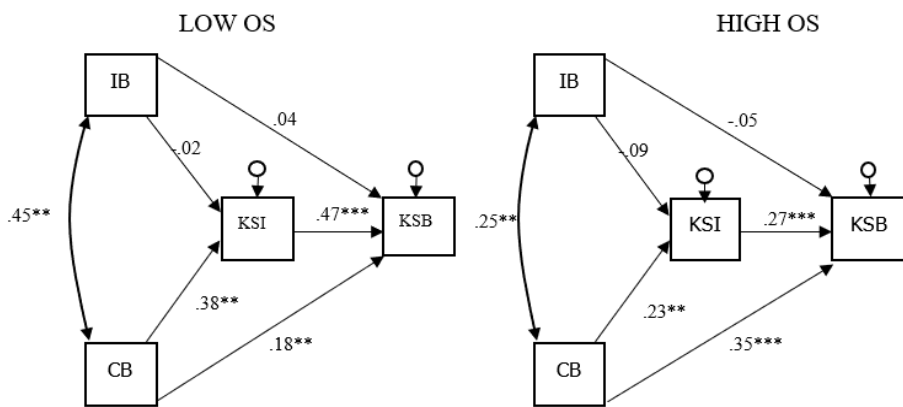 LOW OS
IB
.04
-.02
.45**
KSI
.47***
KSB
.38**
.18**
CB
HIGH OS
IB
-.05
-.09
.25**
KSI
.27***
KSB
.23**
.35***
CB